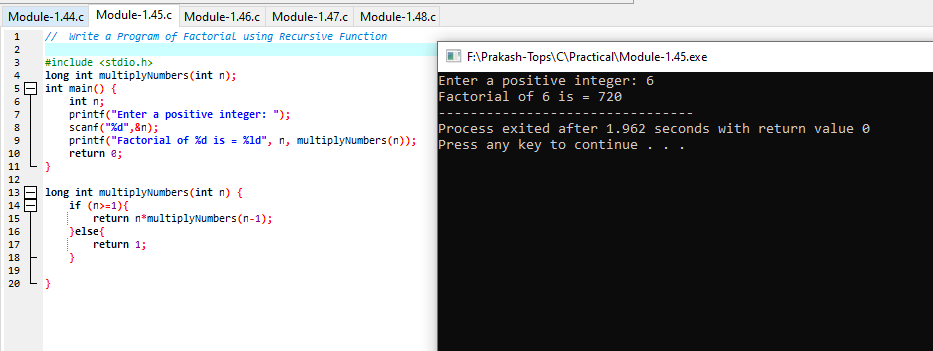 Module-1.44.c Module-1.45.c Module-1.46.c Module-1.47.c Module-1.48.c
1 // Write a Program of Factorial using Recursive Function
2
3 #include <stdio.h>
4 long int multiplyNumbers(int n);
5 int main() {
6 int n;
7 printf("Enter a positive integer: ");
8 scanf("%d",&n);
9 printf("Factorial of %d is = %ld", n, multiplyNumbers(n));
10 return 0;
11 }
12
13 long int multiplyNumbers(int n) {
14 if (n>=1){
15 return n*multiplyNumbers(n-1);
16 }else{
17 return 1;
18 }
19
20 }
F:\Prakash-Tops\C\Practical\Module-1.45.exe
Enter a positive integer: 6
Factorial of 6 is = 720
--------------------------------
Process exited after 1.962 seconds with return value 0
Press any key to continue . . .